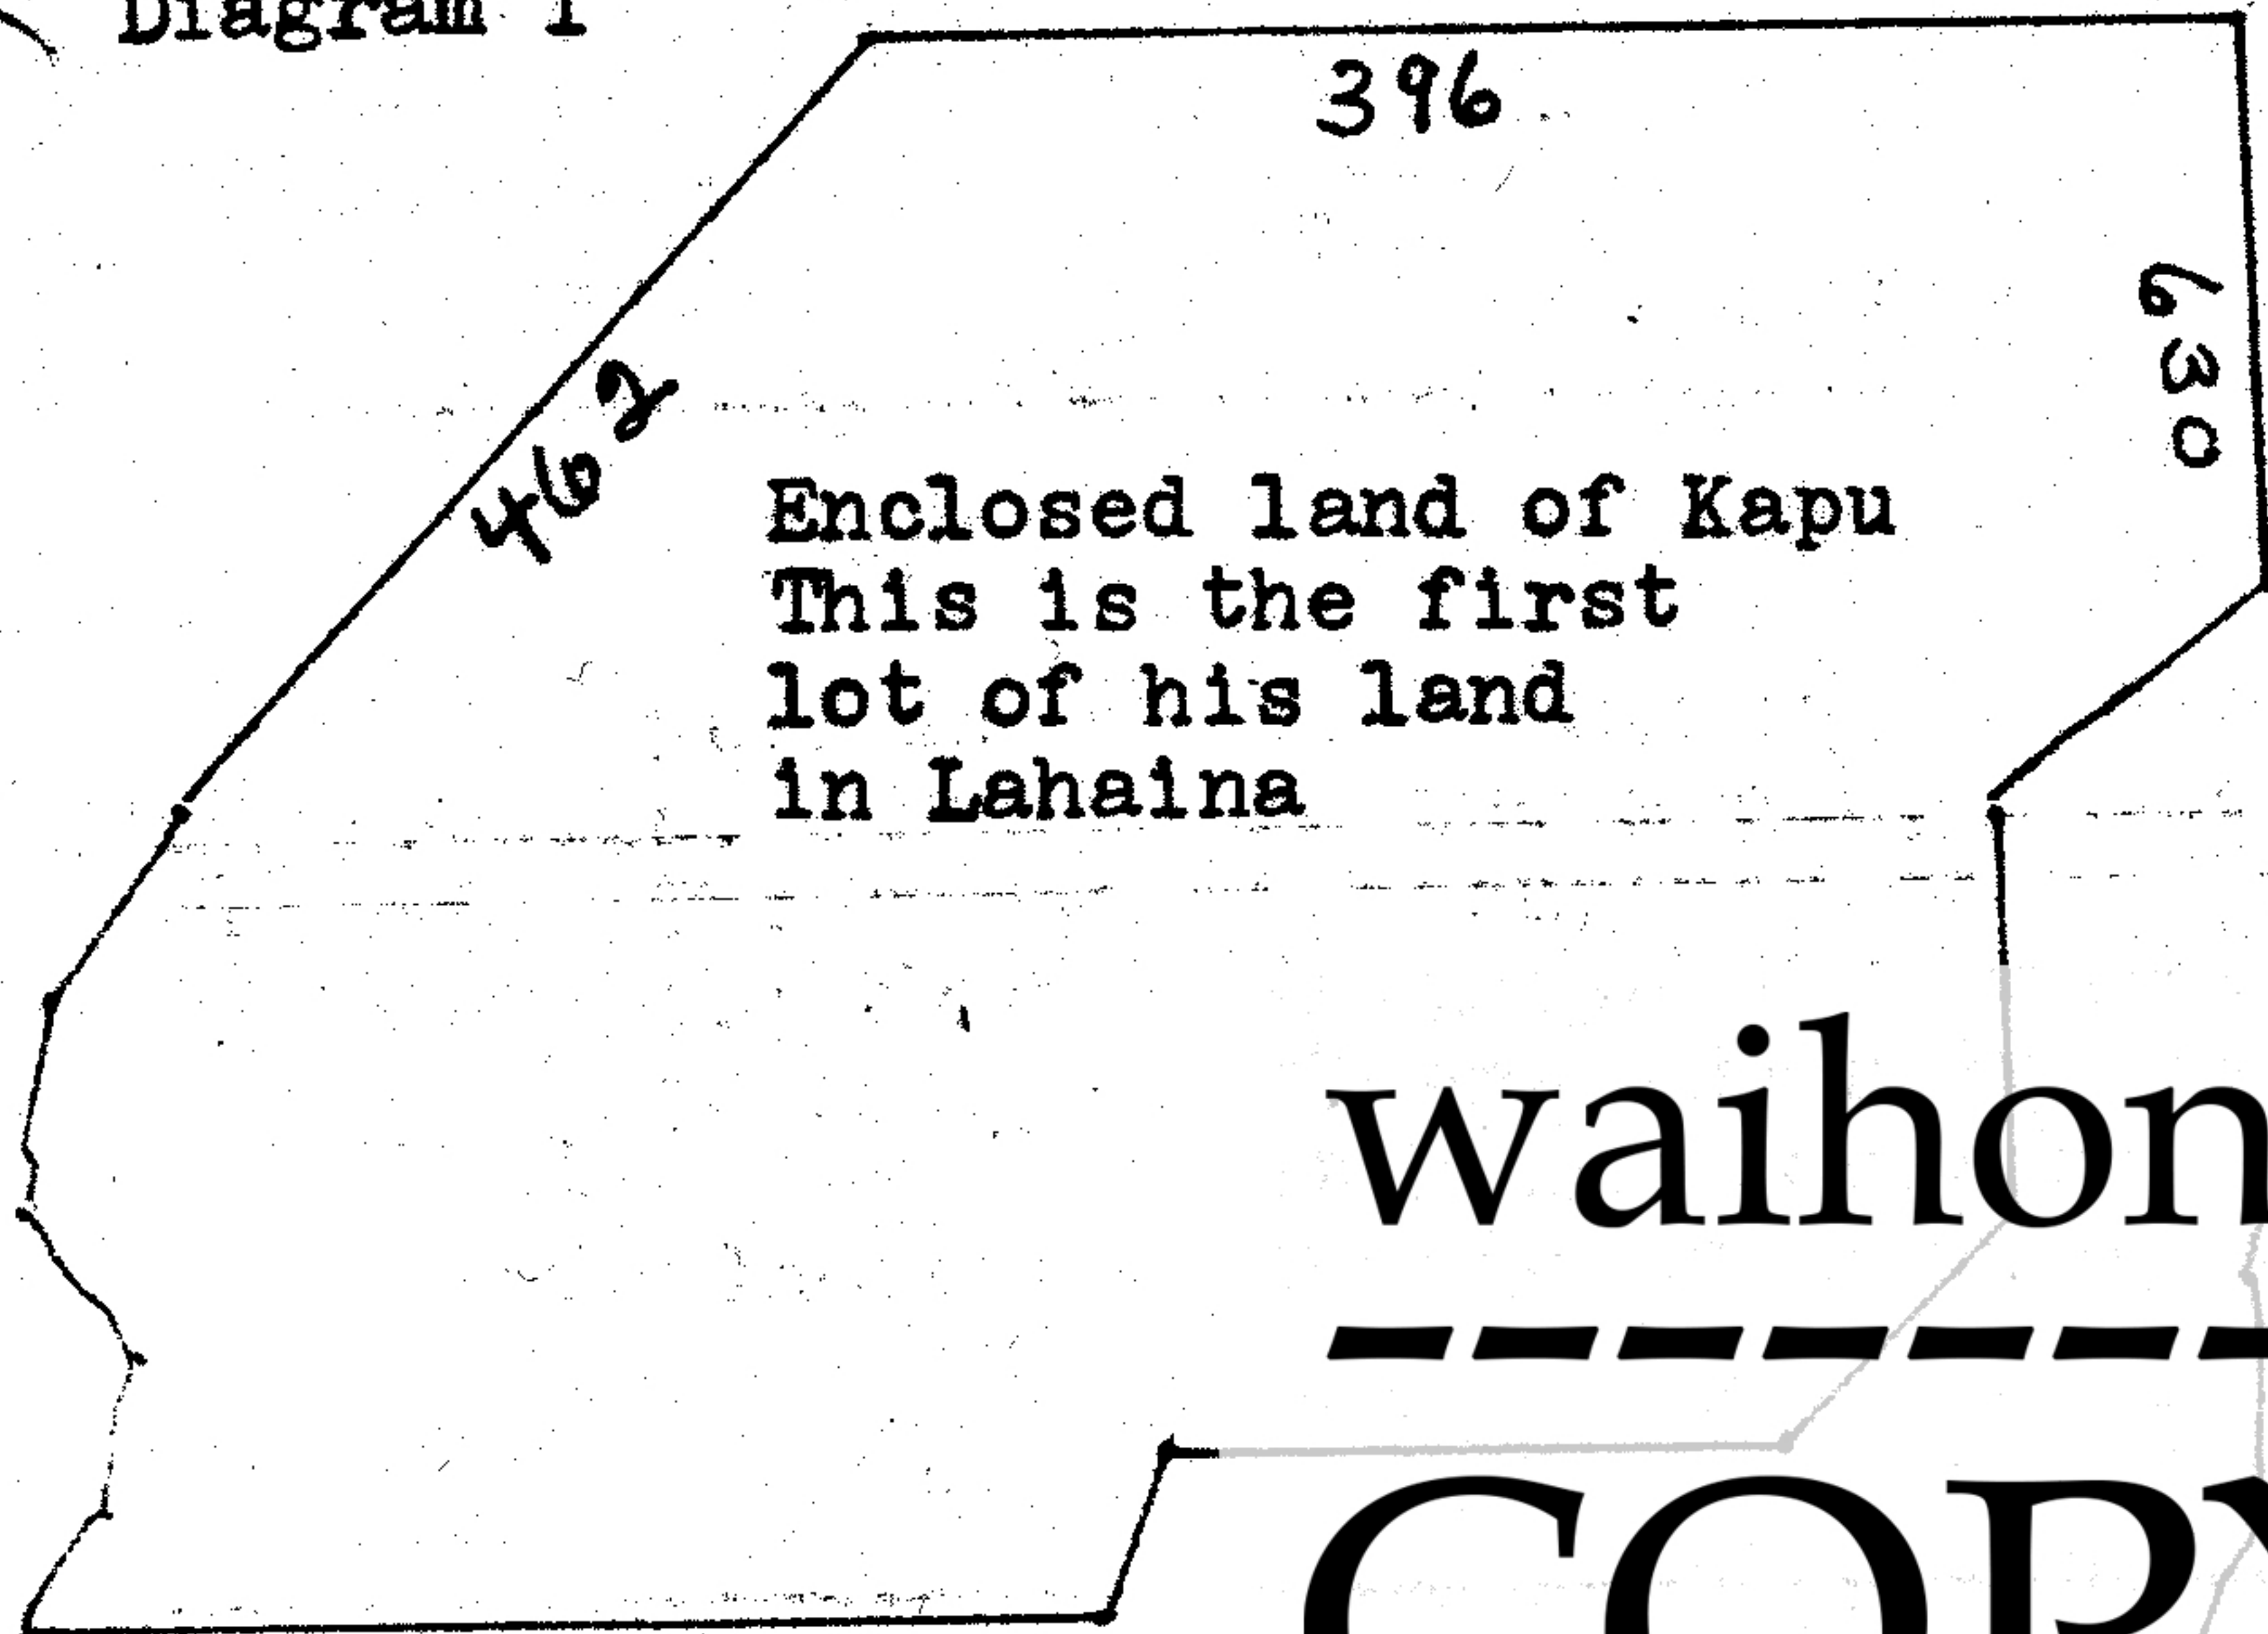 Diagram 1
396
630
462
Enclosed land of Kapu
This is the first
lot of his land
in Lahaina
waihon
COPY